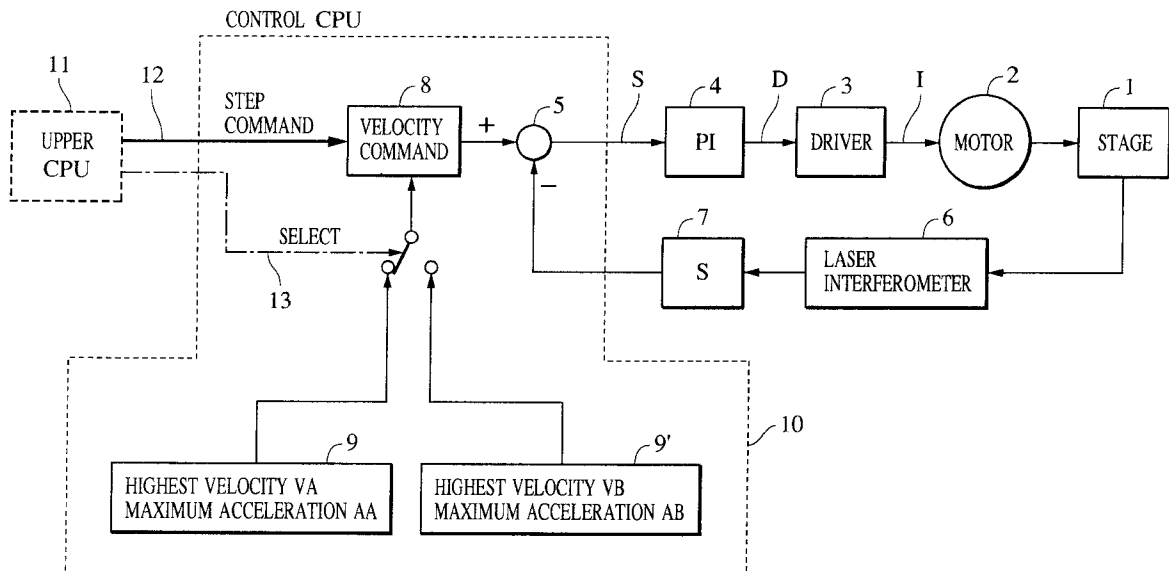 CONTROL CPU
11
12
8
5
S
4
D
3
I
2
1
UPPER
CPU
STEP
COMMAND
VELOCITY
COMMAND
+
−
PI
DRIVER
MOTOR
STAGE
SELECT
13
7
S
6
LASER
INTERFEROMETER
9
HIGHEST VELOCITY VA
MAXIMUM ACCELERATION AA
9'
HIGHEST VELOCITY VB
MAXIMUM ACCELERATION AB
10